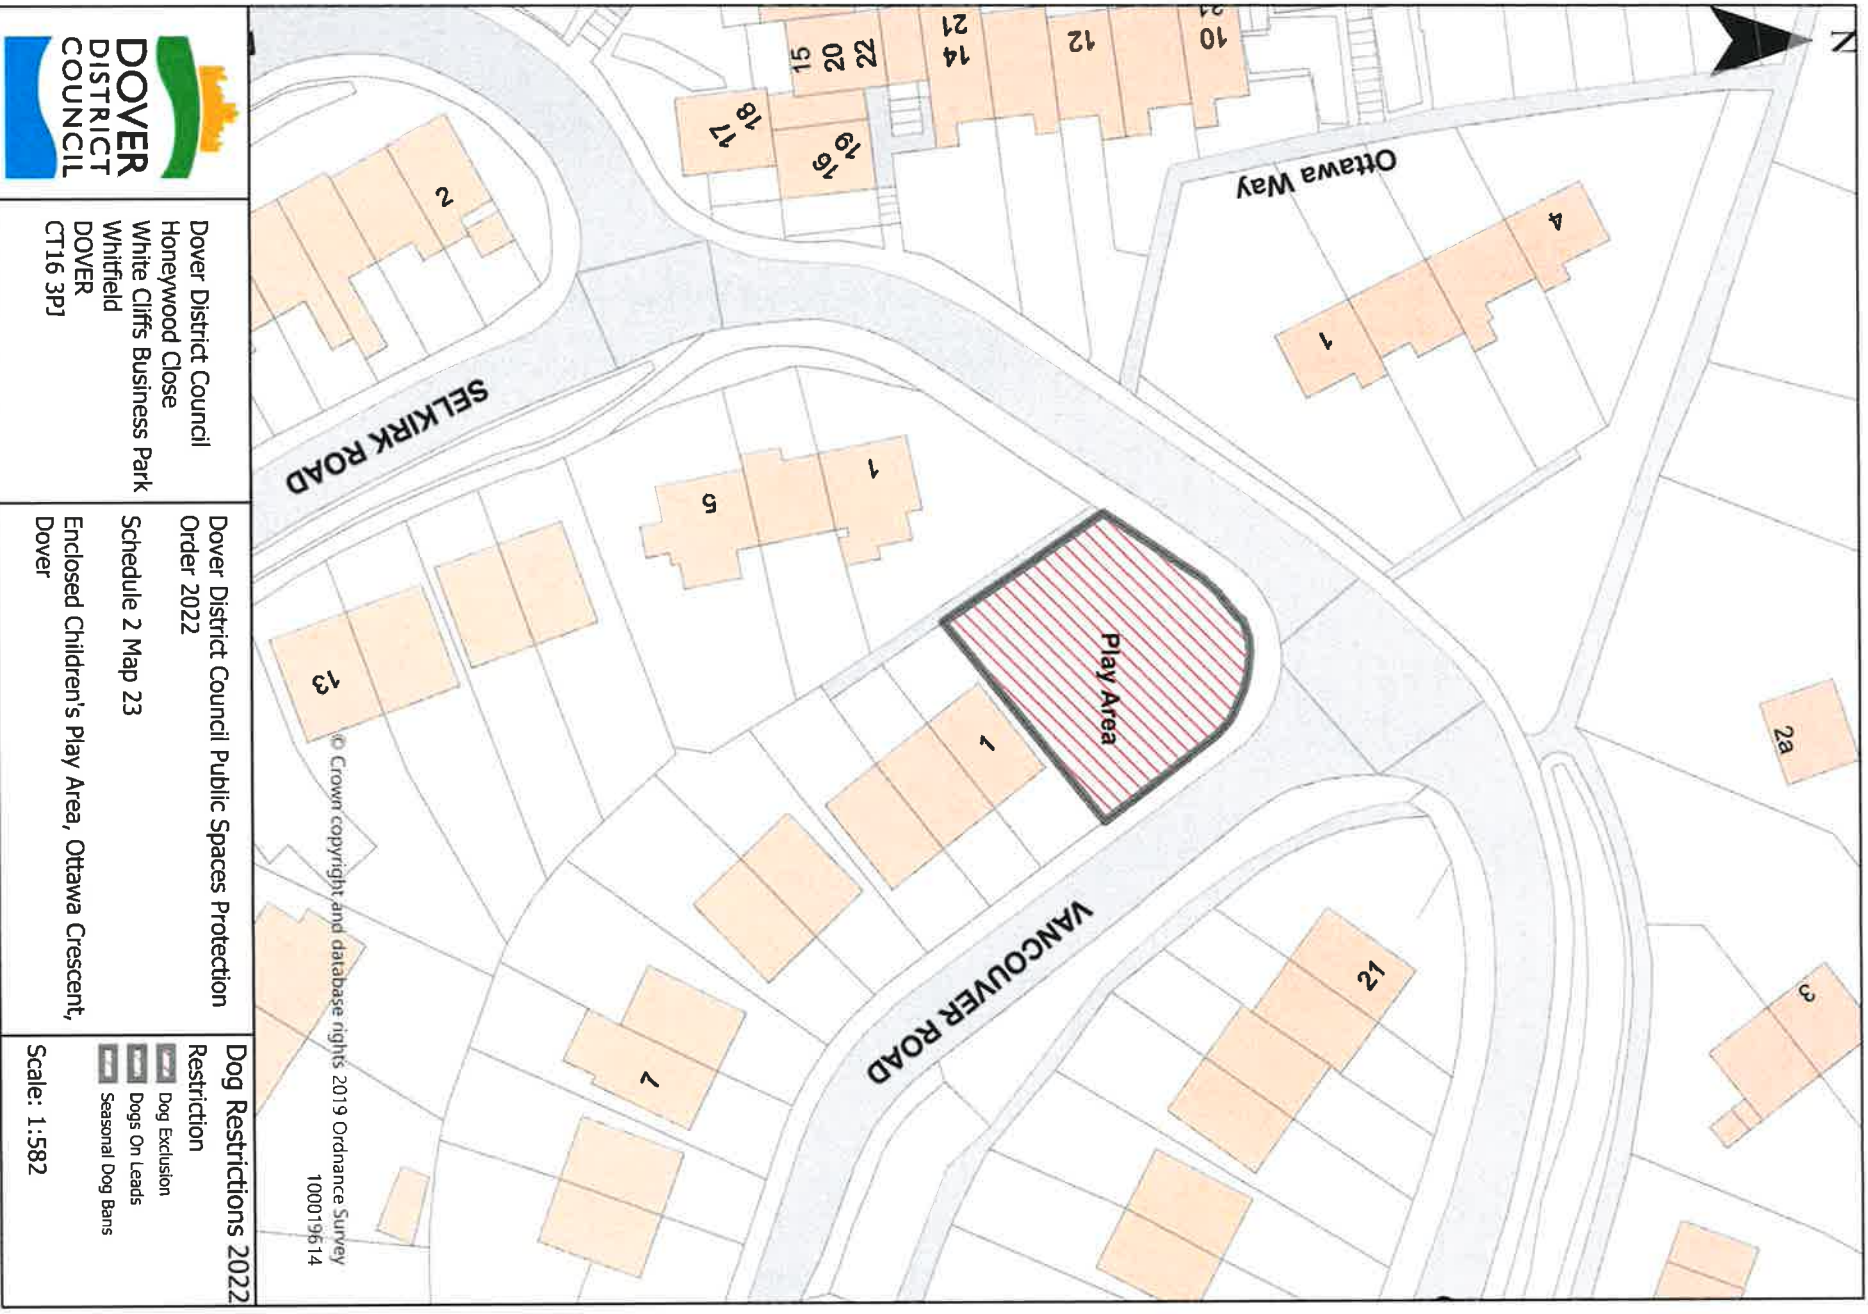 N
21
10
12
21
14
22
20
15
18
17
19
16
2
Ottawa Way
4
1
SELKIRK ROAD
5
1
13
Play Area
1
2a
3
VANCOUVER ROAD
21
7
© Crown copyright and database rights 2019 Ordnance Survey
100019614
DOVER
DISTRICT
COUNCIL
Dover District Council
Honeywood Close
White Cliffs Business Park
Whitfield
DOVER
CT16 3PJ
Dover District Council Public Spaces Protection
Order 2022
Schedule 2 Map 23
Enclosed Children's Play Area, Ottawa Crescent,
Dover
Dog Restrictions 2022
Restriction
Dog Exclusion
Dogs On Leads
Seasonal Dog Bans
Scale: 1:582